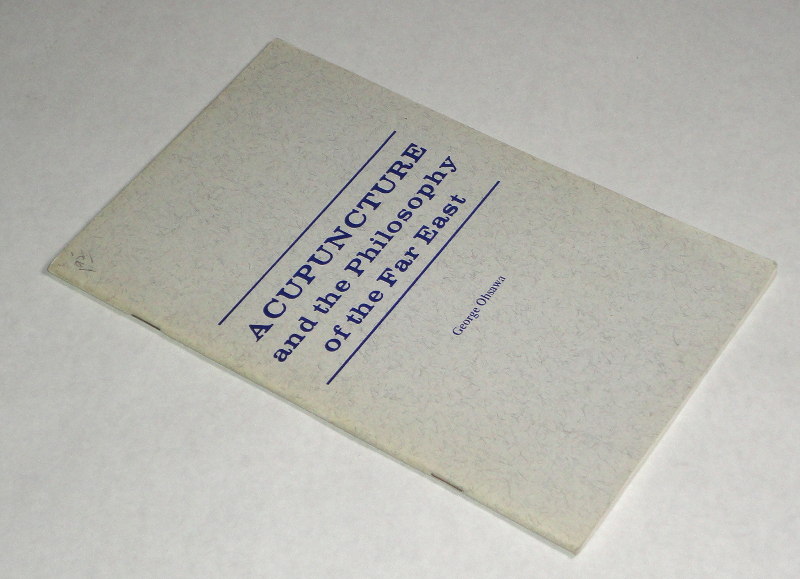 ACUPUNCTURE
and the Philosophy
of the Far East
George Ohsawa